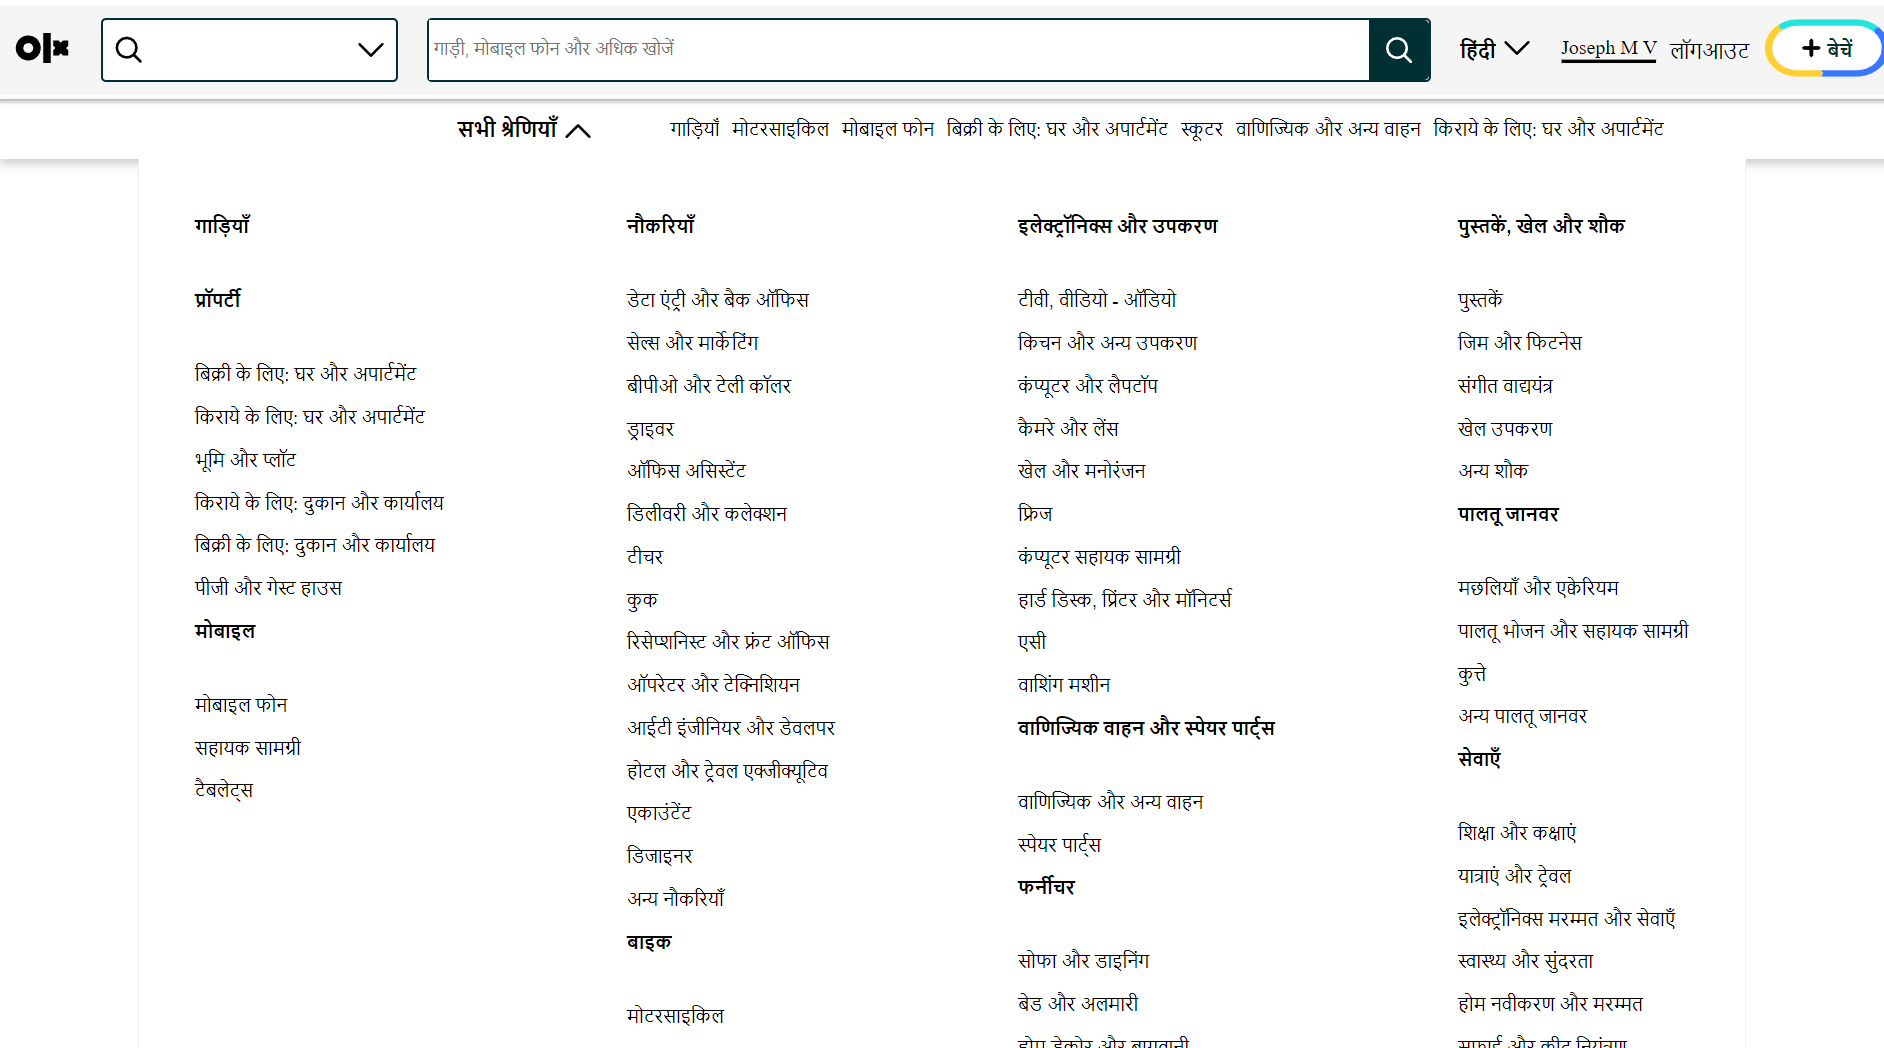 olx
गाड़ी, मोबाइल फोन और अधिक खोजें
हिंदी
Joseph M V
लॉगआउट
+ बेचें
सभी श्रेणियाँ
गाड़ियाँ मोटरसाइकिल मोबाइल फोन बिक्री के लिए: घर और अपार्टमेंट स्कूटर वाणिज्यिक और अन्य वाहन किराये के लिए: घर और अपार्टमेंट
गाड़ियाँ
प्रॉपर्टी
बिक्री के लिए: घर और अपार्टमेंट
किराये के लिए: घर और अपार्टमेंट
भूमि और प्लॉट
किराये के लिए: दुकान और कार्यालय
बिक्री के लिए: दुकान और कार्यालय
पीजी और गेस्ट हाउस
मोबाइल
मोबाइल फोन
सहायक सामग्री
टैबलेट्स
नौकरियाँ
डेटा एंट्री और बैक ऑफिस
सेल्स और मार्केटिंग
बीपीओ और टेली कॉलर
ड्राइवर
ऑफिस असिस्टेंट
डिलीवरी और कलेक्शन
टीचर
कुक
रिसेप्शनिस्ट और फ्रंट ऑफिस
ऑपरेटर और टेक्निशियन
आईटी इंजीनियर और डेवलपर
होटल और ट्रेवल एक्जीक्यूटिव
एकाउंटेंट
डिजाइनर
अन्य नौकरियाँ
बाइक
मोटरसाइकिल
इलेक्ट्रॉनिक्स और उपकरण
टीवी, वीडियो - ऑडियो
किचन और अन्य उपकरण
कंप्यूटर और लैपटॉप
कैमरे और लेंस
खेल और मनोरंजन
फ्रिज
कंप्यूटर सहायक सामग्री
हार्ड डिस्क, प्रिंटर और मॉनिटर्स
एसी
वाशिंग मशीन
वाणिज्यिक वाहन और स्पेयर पार्ट्स
वाणिज्यिक और अन्य वाहन
स्पेयर पार्ट्स
फर्नीचर
सोफा और डाइनिंग
बेड और अलमारी
होम डेकोर और बागवानी
पुस्तकें, खेल और शौक
पुस्तकें
जिम और फिटनेस
संगीत वाद्ययंत्र
खेल उपकरण
अन्य शौक
पालतू जानवर
मछलियाँ और एक्वेरियम
पालतू भोजन और सहायक सामग्री
कुत्ते
अन्य पालतू जानवर
सेवाएँ
शिक्षा और कक्षाएं
यात्राएं और ट्रेवल
इलेक्ट्रॉनिक्स मरम्मत और सेवाएँ
स्वास्थ्य और सुंदरता
होम नवीकरण और मरम्मत
सफाई और कीट नियंत्रण